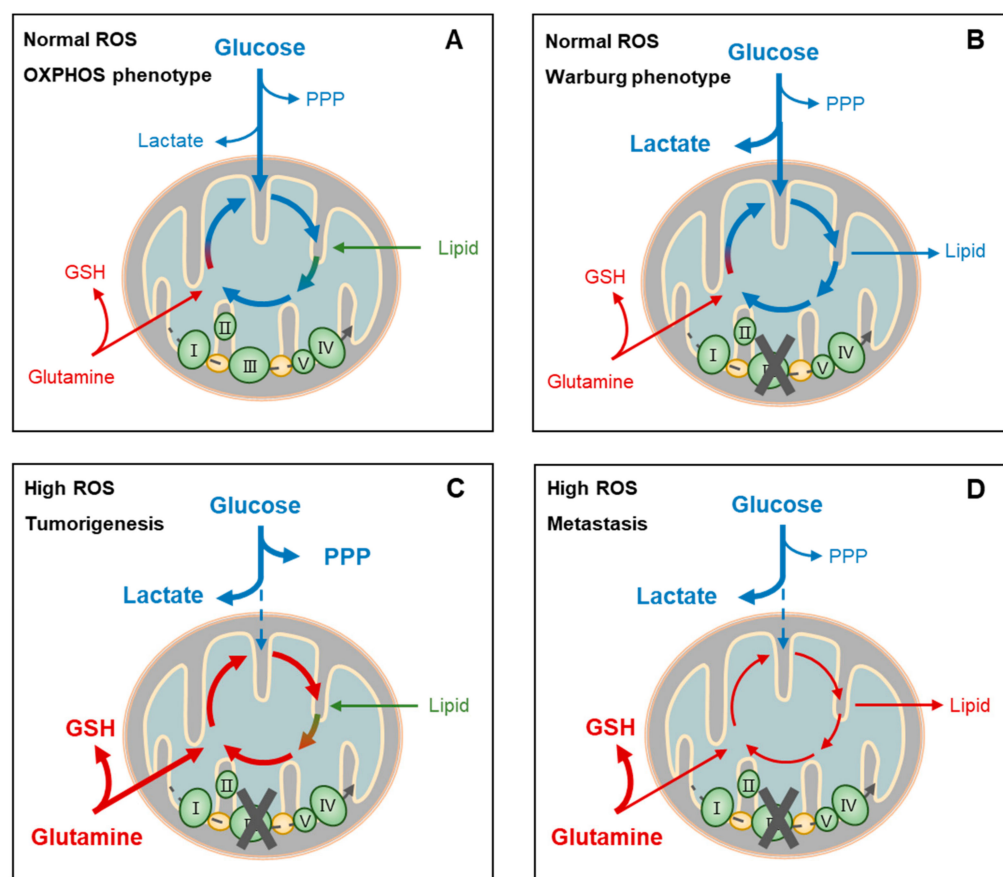 Normal ROS
A
OXPHOS phenotype
Glucose
PPP
Lactate
Lipid
GSH
Glutamine
I
II
III
V
IV
Normal ROS
B
Warburg phenotype
Glucose
PPP
Lactate
Lipid
GSH
Glutamine
I
II
V
IV
High ROS
C
Tumorigenesis
Glucose
PPP
Lactate
Lipid
GSH
Glutamine
I
II
V
IV
High ROS
D
Metastasis
Glucose
PPP
Lactate
Lipid
GSH
Glutamine
I
II
V
IV